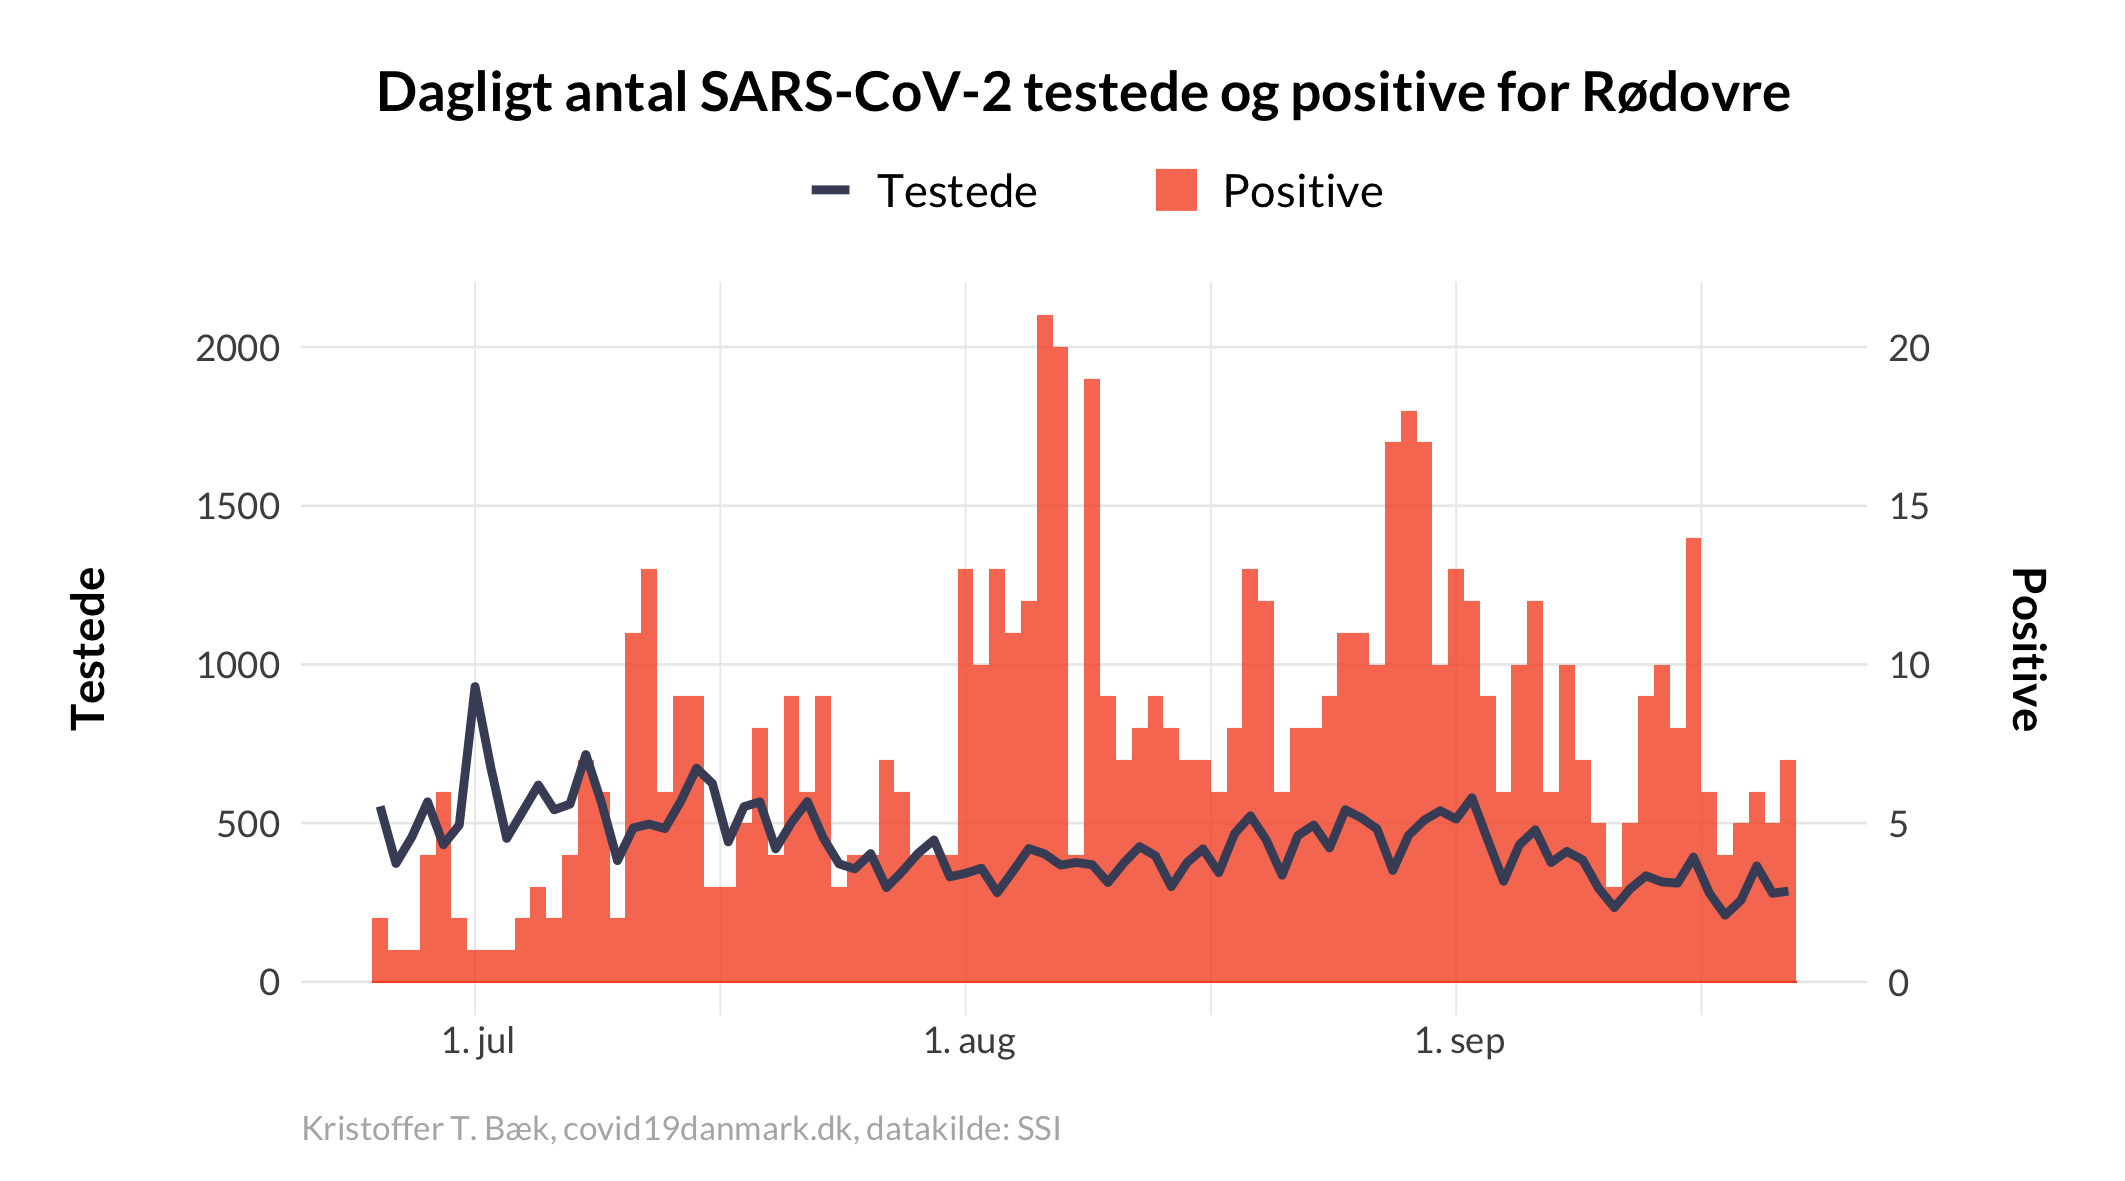 Dagligt antal SARS-CoV-2 testede og positive for Rødovre
Testede
Positive
2000
1500
1000
500
0
20
15
10
5
0
Testede
Positive
1. jul
1. aug
1. sep
Kristoffer T. Bæk, covid19danmark.dk, datakilde: SSI